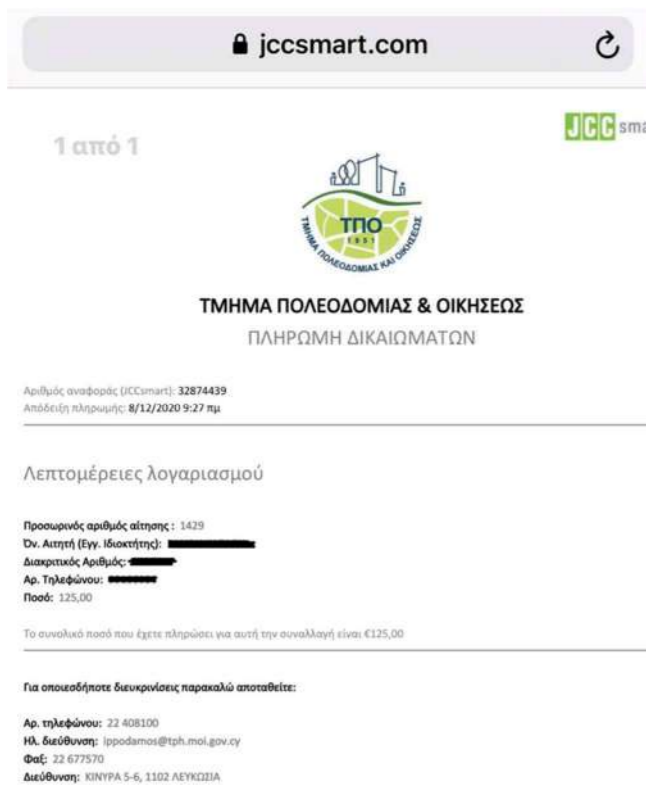 jccsmart.com
1 από 1
JCC sma
ΤΠΟ
1951
ΤΜΗΜΑ ΠΟΛΕΟΔΟΜΙΑΣ ΚΑΙ ΟΙΚΗΣΕΩΣ
ΤΜΗΜΑ ΠΟΛΕΟΔΟΜΙΑΣ & ΟΙΚΗΣΕΩΣ
ΠΛΗΡΩΜΗ ΔΙΚΑΙΩΜΑΤΩΝ
Αριθμός αναφοράς (JCCsmart): 32874439
Απόδειξη πληρωμής: 8/12/2020 9:27 πμ
Λεπτομέρειες λογαριασμού
Προσωρινός αριθμός αίτησης : 1429
Όν. Αιτητή (Εγγ. Ιδιοκτήτης):
Διακριτικός Αριθμός:
Αρ. Τηλεφώνου:
Ποσό: 125,00
Το συνολικό ποσό που έχετε πληρώσει για αυτή την συναλλαγή είναι €125,00
Για οποιεσδήποτε διευκρινίσεις παρακαλώ αποταθείτε:
Αρ. τηλεφώνου: 22 408100
Ηλ. διεύθυνση: ippodamos@tph.moi.gov.cy
Φαξ: 22 677570
Διεύθυνση: ΚΙΝΥΡΑ 5-6, 1102 ΛΕΥΚΩΣΙΑ